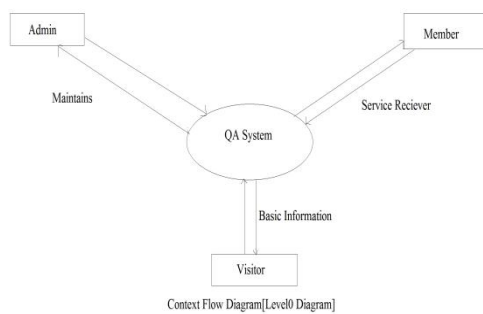 Admin
Member
Maintains
Service Reciever
QA System
Basic Information
Visitor
Context Flow Diagram[Level0 Diagram]